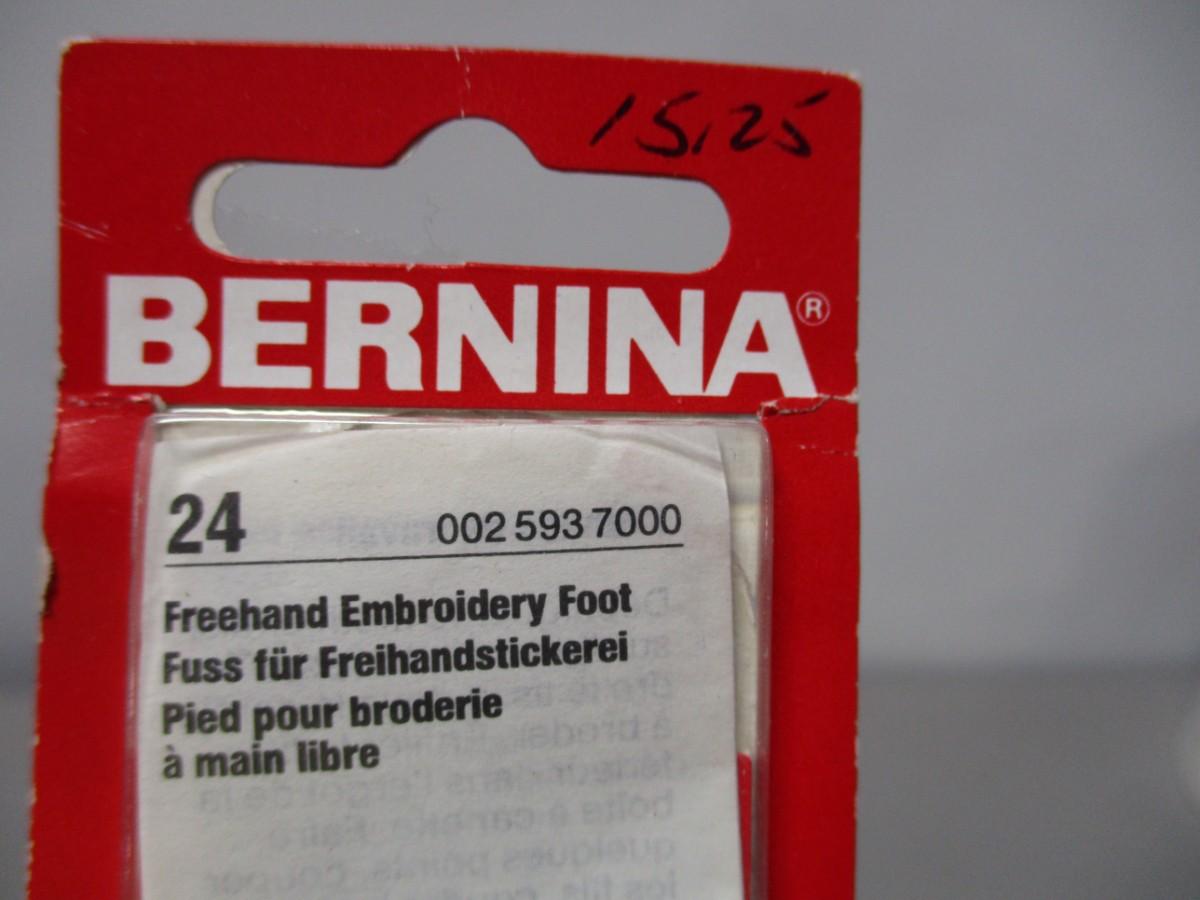 15,25
BERNINA®
24 002 593 7000
Freehand Embroidery Foot
Fuss für Freihandstickerei
Pied pour broderie
à main libre